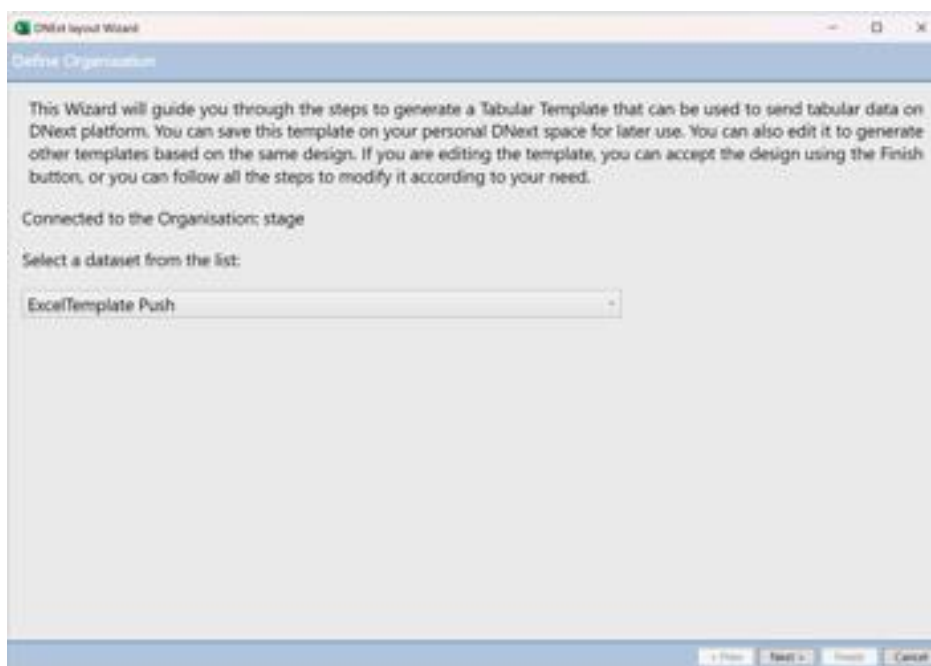 DNExt layout Wizard
Define Organisation
This Wizard will guide you through the steps to generate a Tabular Template that can be used to send tabular data on
DNext platform. You can save this template on your personal DNext space for later use. You can also edit it to generate
other templates based on the same design. If you are editing the template, you can accept the design using the Finish
button, or you can follow all the steps to modify it according to your need.
Connected to the Organisation: stage
Select a dataset from the list:
ExcelTemplate Push
< Prev Next > Finish Cancel